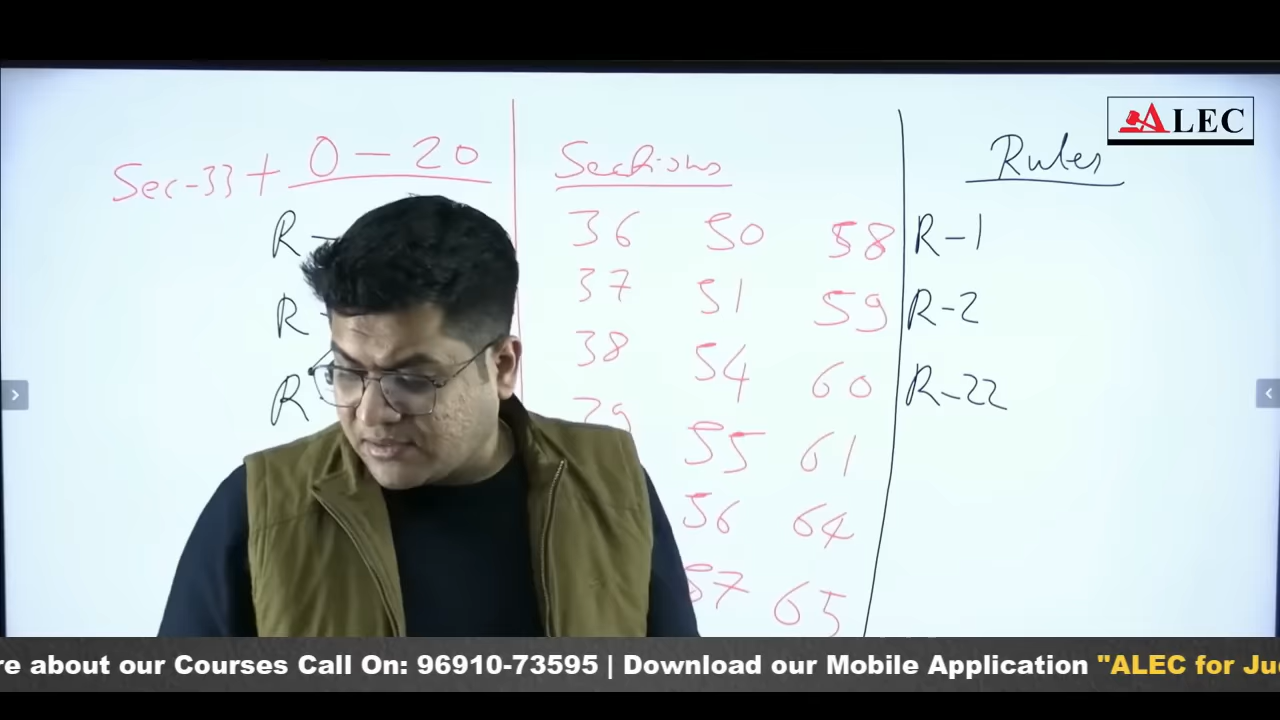 ALEC
Sec-33 + O-20
Sections
Rules
R-
36 50 58 R-1
R-
37 51 59 R-2
R
38 54 60 R-22
39 55 61
56 64
57 65
re about our Courses Call On: 96910-73595 | Download our Mobile Application "ALEC for Ju